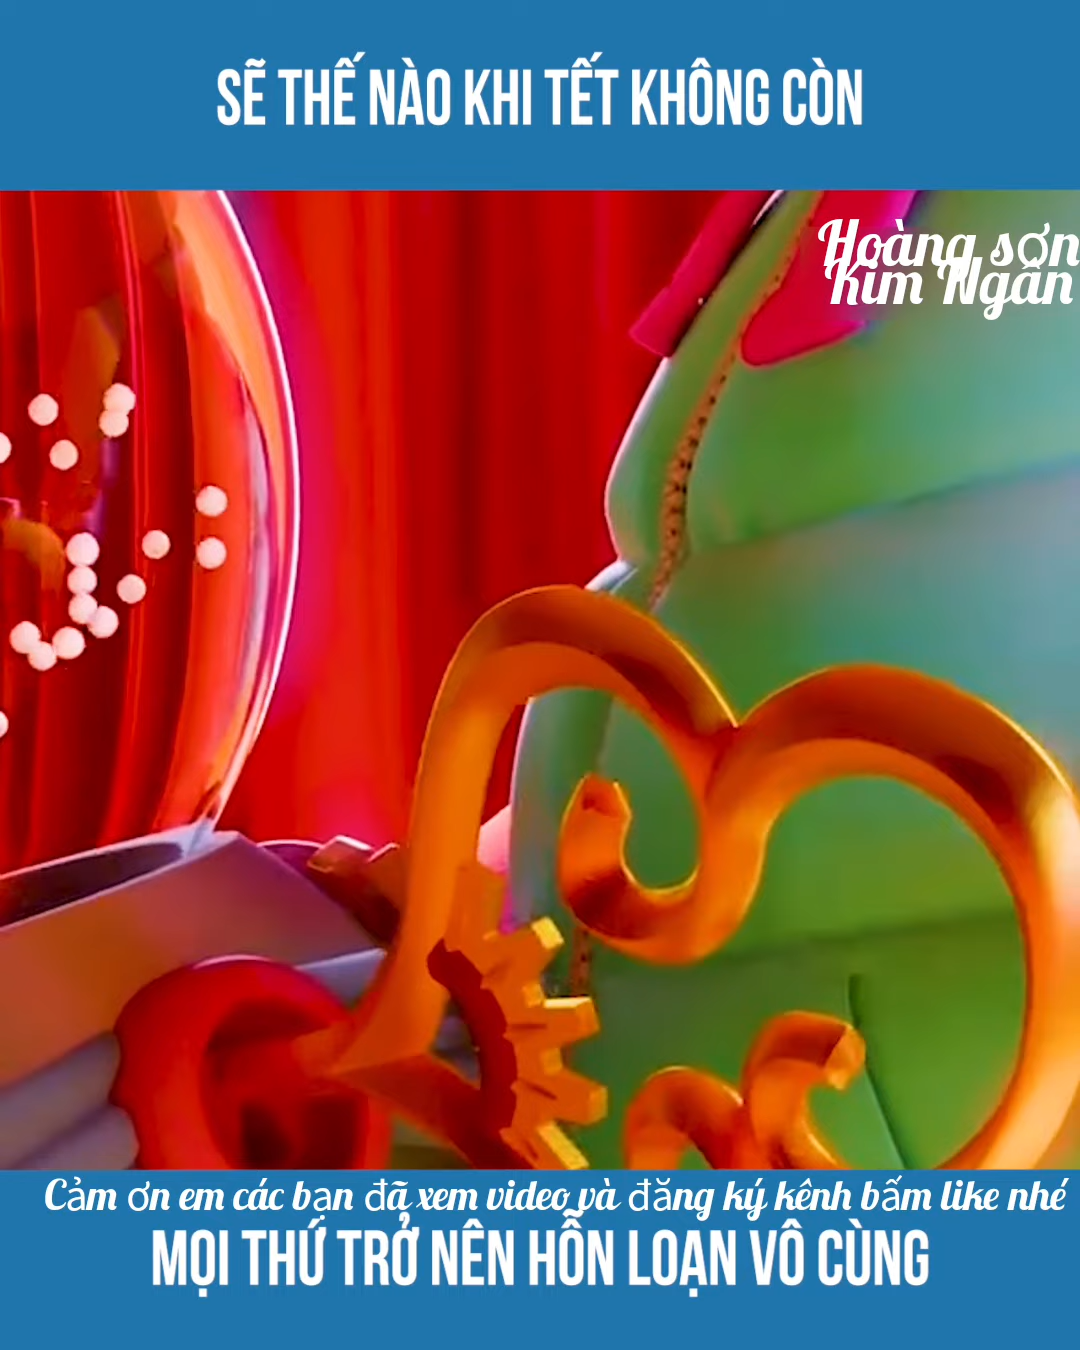 SẼ THẾ NÀO KHI TẾT KHÔNG CÒN
Hoàng sơn
Kim Ngân
Cảm ơn em các bạn đã xem video và đăng ký kênh bấm like nhé
MỌI THỨ TRỞ NÊN HỖN LOẠN VÔ CÙNG